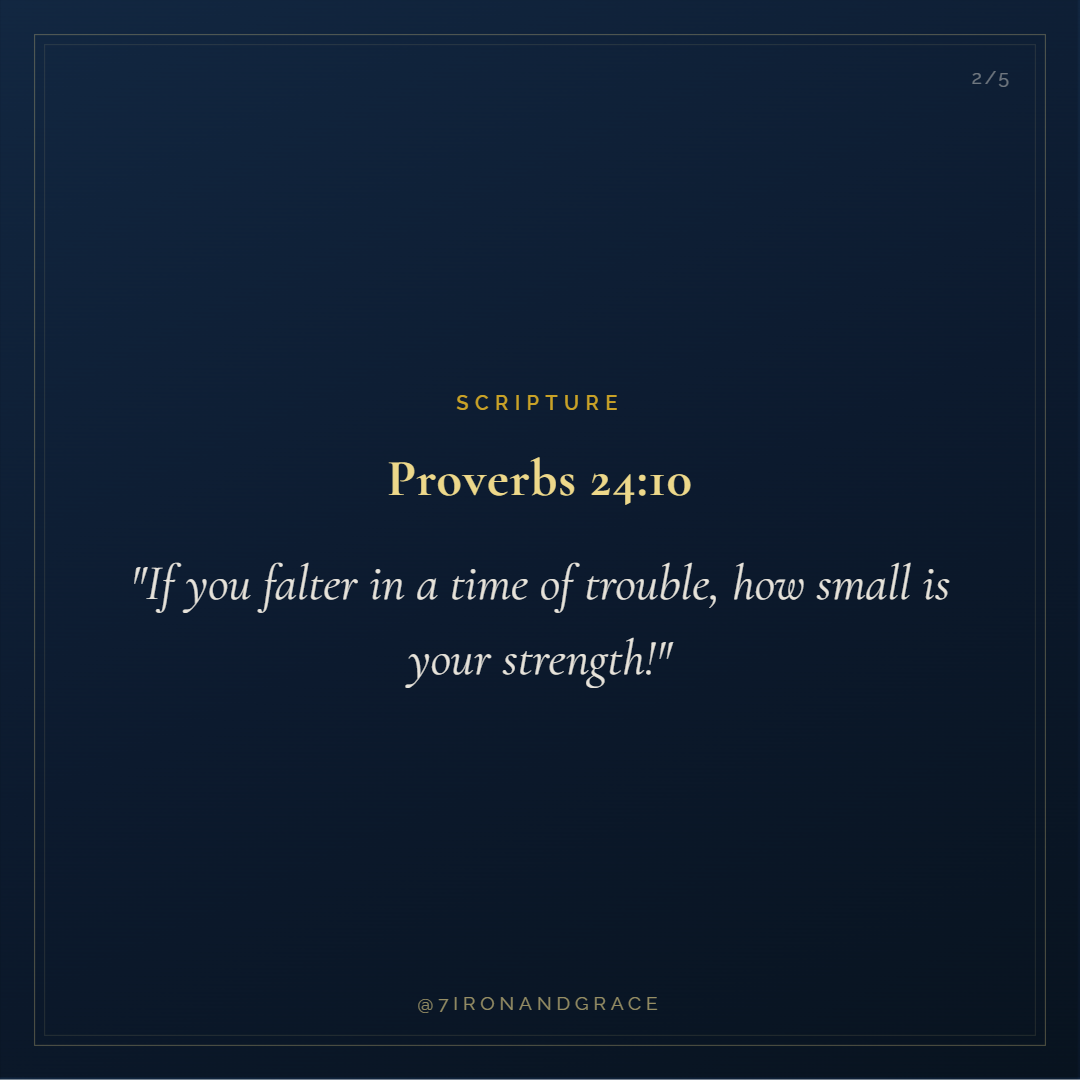 2/5
SCRIPTURE
Proverbs 24:10
"If you falter in a time of trouble, how small is
your strength!"
@7IRONANDGRACE